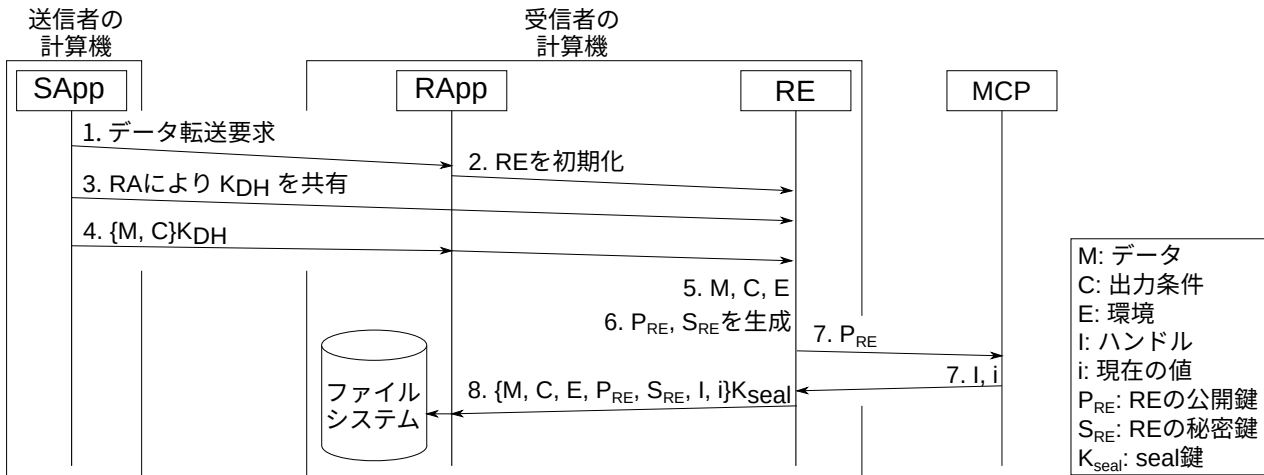 送信者の
計算機
受信者の
計算機
SApp
RApp
RE
MCP
1. データ転送要求
2. REを初期化
3. RAにより KDH を共有
4. {M, C}KDH
5. M, C, E
6. PRE, SREを生成
7. PRE
7. I, i
8. {M, C, E, PRE, SRE, I, i}Kseal
ファイル
システム
M: データ
C: 出力条件
E: 環境
I: ハンドル
i: 現在の値
PRE: REの公開鍵
SRE: REの秘密鍵
Kseal: seal鍵